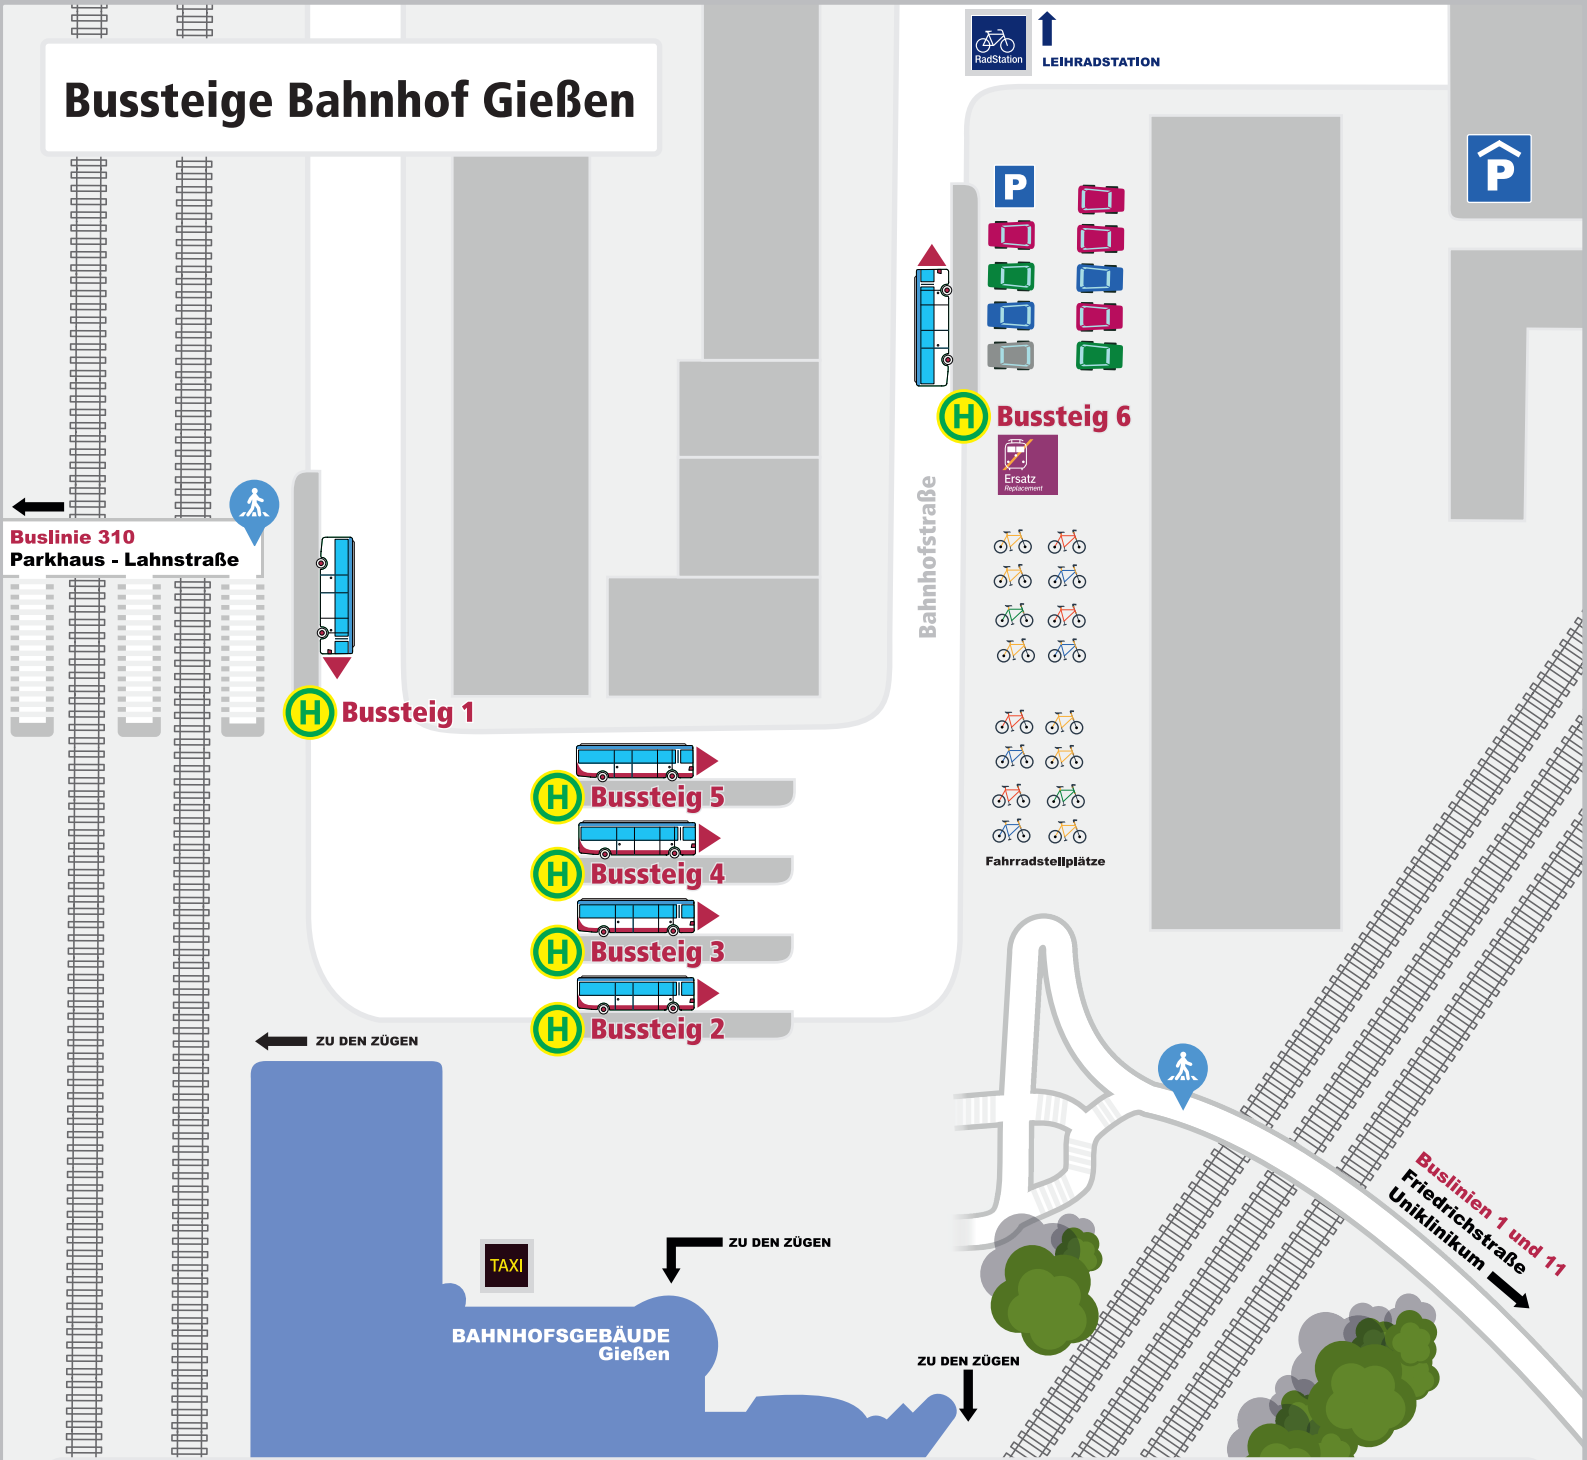 Bussteige Bahnhof Gießen
RadStation
LEIHRADSTATION
P
P
H Bussteig 6
Ersatz
Replacement
Bahnhofstraße
Buslinie 310
Parkhaus - Lahnstraße
H Bussteig 1
H Bussteig 5
H Bussteig 4
H Bussteig 3
H Bussteig 2
Fahrradstellplätze
ZU DEN ZÜGEN
Buslinien 1 und 11
Friedrichstraße
Uniklinikum
TAXI
ZU DEN ZÜGEN
BAHNHOFSGEBÄUDE
Gießen
ZU DEN ZÜGEN